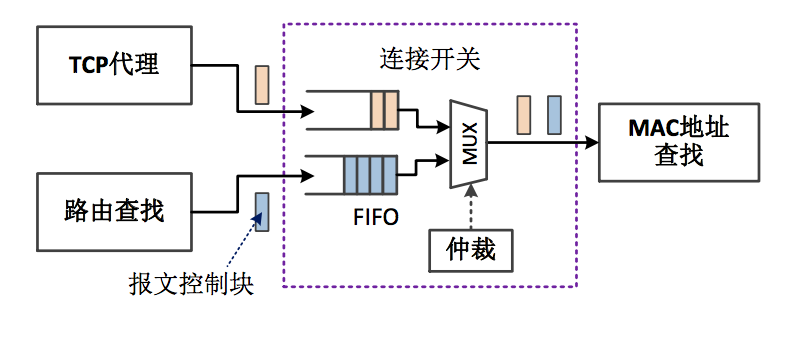 TCP代理
连接开关
MUX
MAC地址
查找
路由查找
FIFO
仲裁
报文控制块